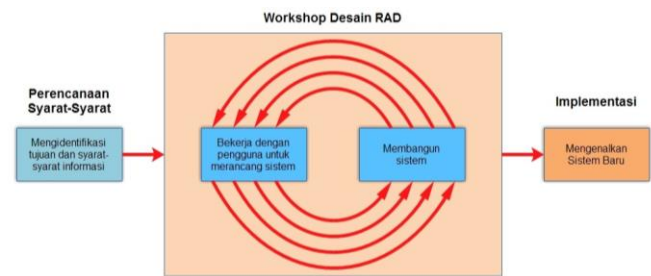 Workshop Desain RAD
Perencanaan
Syarat-Syarat
Mengidentifikasi
tujuan dan syarat-
syarat informasi
Bekerja dengan
pengguna untuk
merancang sistem
Membangun
sistem
Implementasi
Mengenalkan
Sistem Baru